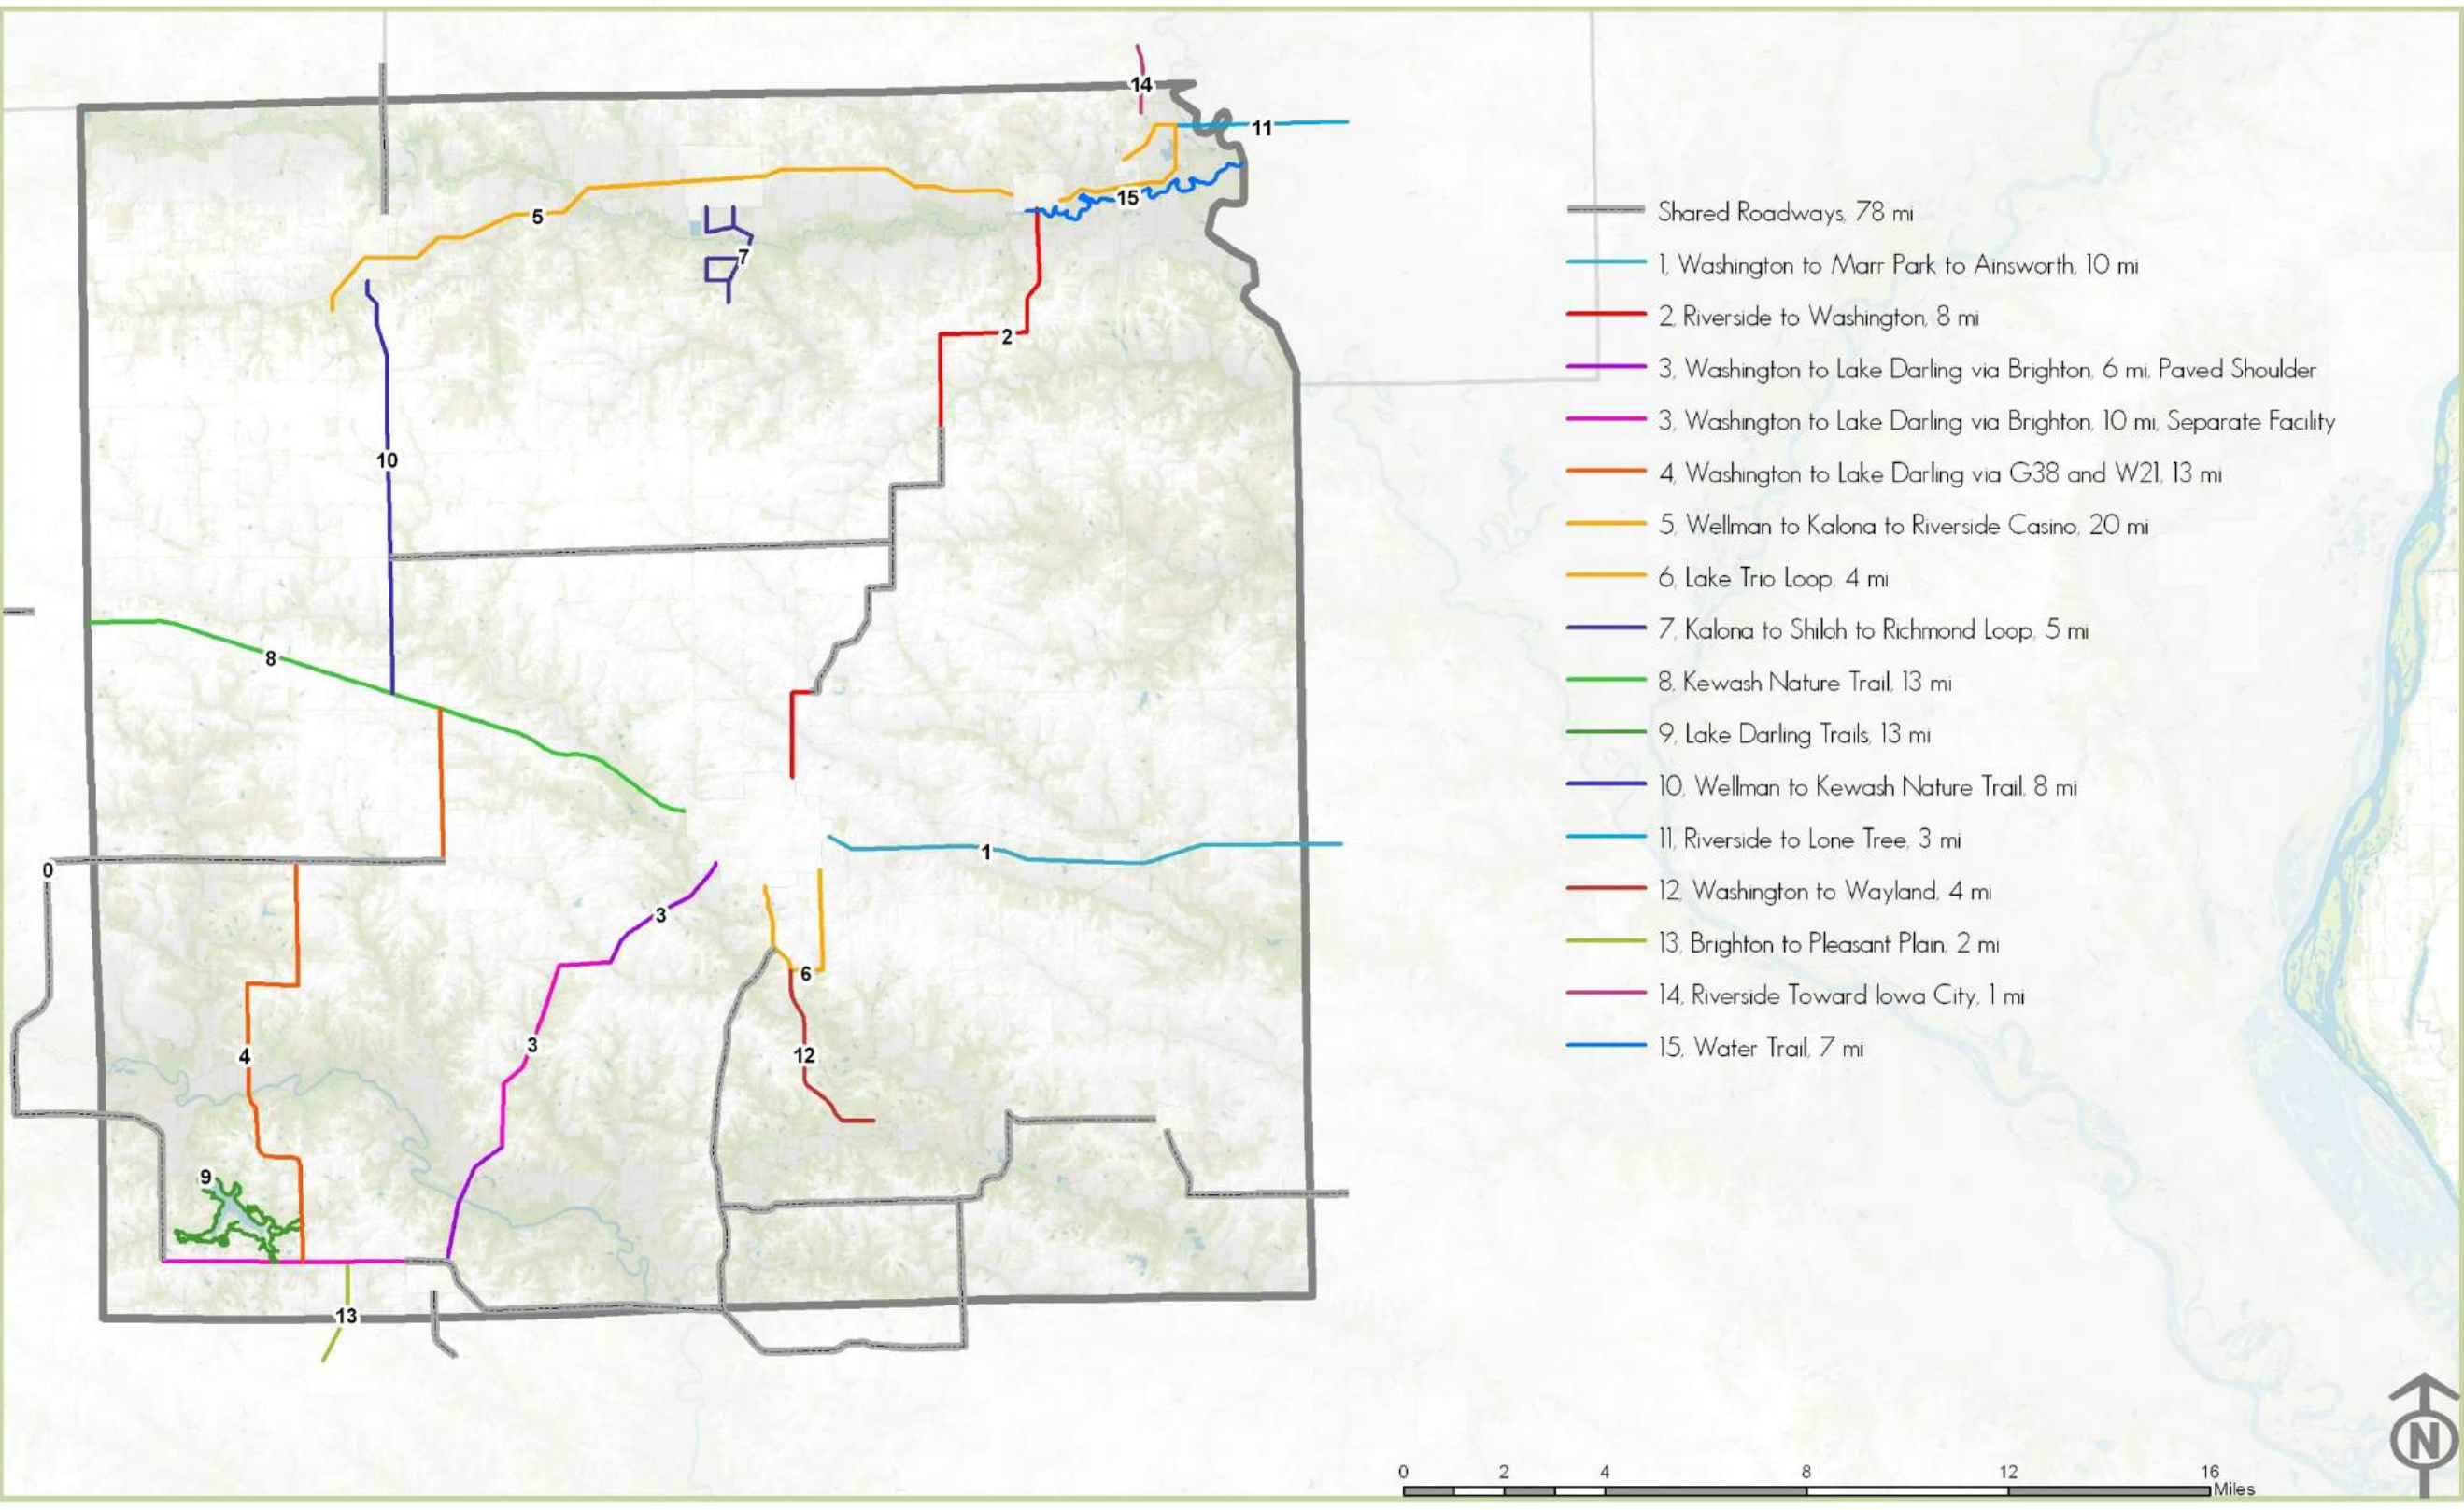 14
11
15
5
7
2
10
8
1
0
3
6
3
4
12
9
13
Shared Roadways, 78 mi
1, Washington to Marr Park to Ainsworth, 10 mi
2, Riverside to Washington, 8 mi
3, Washington to Lake Darling via Brighton, 6 mi, Paved Shoulder
3, Washington to Lake Darling via Brighton, 10 mi, Separate Facility
4, Washington to Lake Darling via G38 and W21, 13 mi
5, Wellman to Kalona to Riverside Casino, 20 mi
6, Lake Trio Loop, 4 mi
7, Kalona to Shiloh to Richmond Loop, 5 mi
8, Kewash Nature Trail, 13 mi
9, Lake Darling Trails, 13 mi
10, Wellman to Kewash Nature Trail, 8 mi
11, Riverside to Lone Tree, 3 mi
12, Washington to Wayland, 4 mi
13, Brighton to Pleasant Plain, 2 mi
14, Riverside Toward Iowa City, 1 mi
15, Water Trail, 7 mi
0 2 4 8 12 16
Miles
N